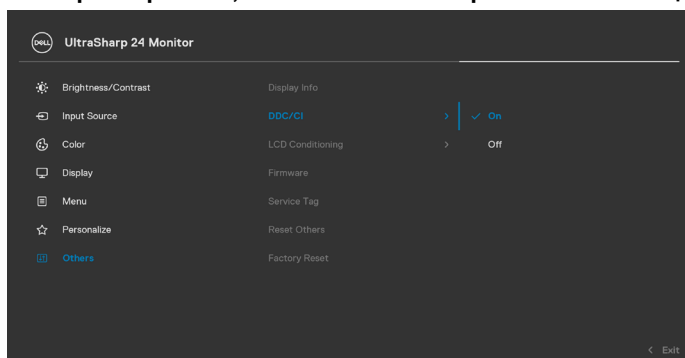 DELL UltraSharp 24 Monitor
Brightness/Contrast
Display Info
Input Source
DDC/CI
On
Color
LCD Conditioning
Off
Display
Firmware
Menu
Service Tag
Personalize
Reset Others
Others
Factory Reset
Exit